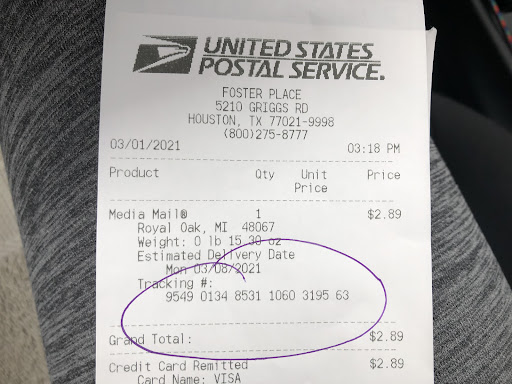 UNITED STATES
POSTAL SERVICE.
FOSTER PLACE
5210 GRIGGS RD
HOUSTON, TX 77021-9998
(800)275-8777
03/01/2021 03:18 PM
Product Qty Unit Price
Price
Media Mail® 1 $2.89
Royal Oak, MI 48067
Weight: 0 lb 15.30 oz
Estimated Delivery Date
Mon 03/08/2021
Tracking #:
9549 0134 8531 1060 3195 63
Grand Total: $2.89
Credit Card Remitted $2.89
Card Name: VISA